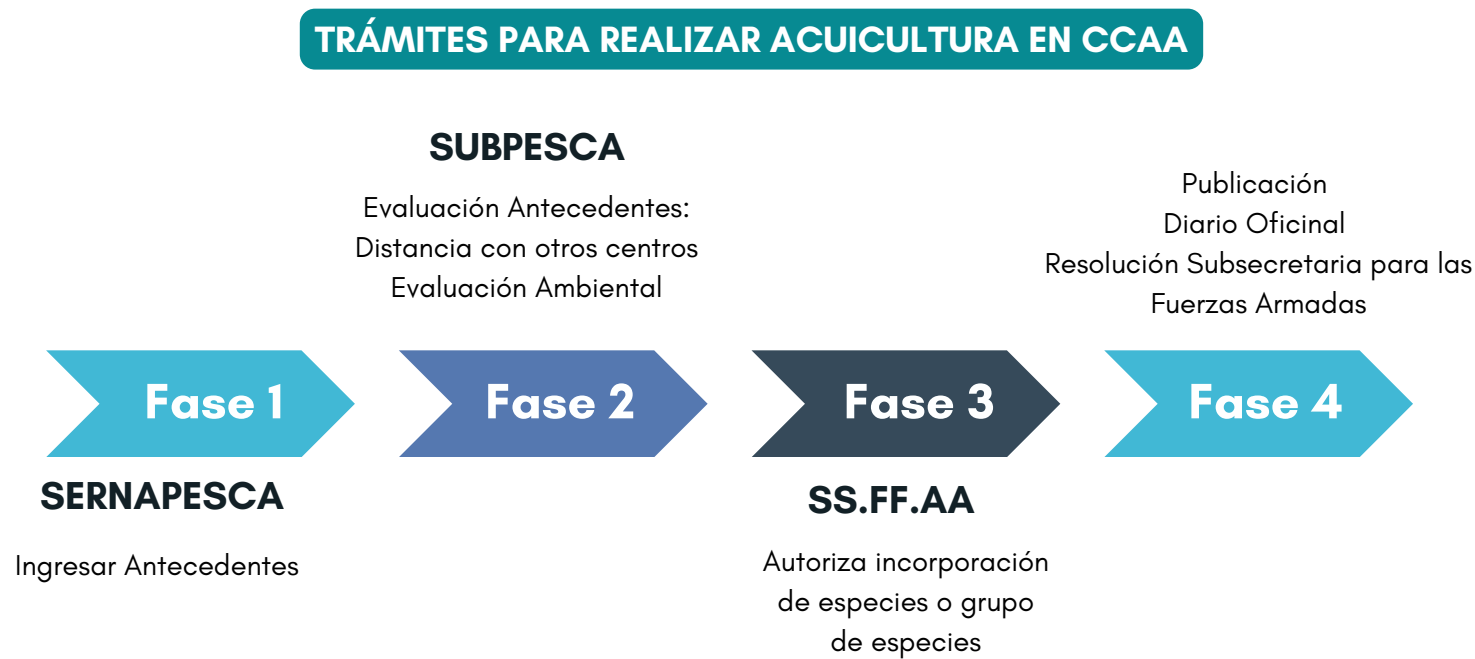 TRÁMITES PARA REALIZAR ACUICULTURA EN CCAA
Fase 1
SERNAPESCA
Ingresar Antecedentes
SUBPESCA
Evaluación Antecedentes:
Distancia con otros centros
Evaluación Ambiental
Fase 2
Fase 3
SS.FF.AA
Autoriza incorporación
de especies o grupo
de especies
Publicación
Diario Oficinal
Resolución Subsecretaria para las
Fuerzas Armadas
Fase 4